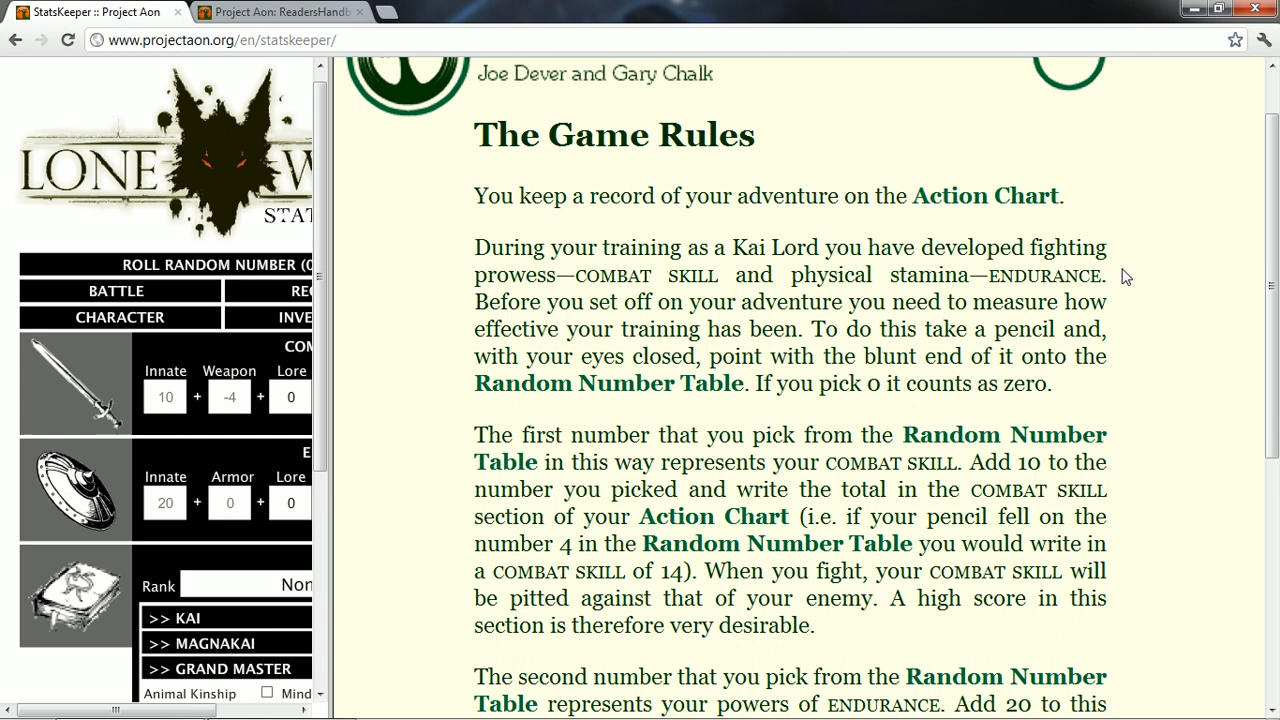 StatsKeeper :: Project Aon
Project Aon: ReadersHandb
www.projectaon.org/en/statskeeper/
LONE W
STAT
ROLL RANDOM NUMBER (0
BATTLE
RE
CHARACTER
INVE
COM
Innate Weapon Lore
10 + -4 + 0
E
Innate Armor Lore
20 + 0 + 0
Rank Non
>> KAI
>> MAGNAKAI
>> GRAND MASTER
Animal Kinship Mind
Joe Dever and Gary Chalk
The Game Rules
You keep a record of your adventure on the Action Chart.
During your training as a Kai Lord you have developed fighting
prowess—COMBAT SKILL and physical stamina—ENDURANCE.
Before you set off on your adventure you need to measure how
effective your training has been. To do this take a pencil and,
with your eyes closed, point with the blunt end of it onto the
Random Number Table. If you pick 0 it counts as zero.
The first number that you pick from the Random Number
Table in this way represents your COMBAT SKILL. Add 10 to the
number you picked and write the total in the COMBAT SKILL
section of your Action Chart (i.e. if your pencil fell on the
number 4 in the Random Number Table you would write in
a COMBAT SKILL of 14). When you fight, your COMBAT SKILL will
be pitted against that of your enemy. A high score in this
section is therefore very desirable.
The second number that you pick from the Random Number
Table represents your powers of ENDURANCE. Add 20 to this